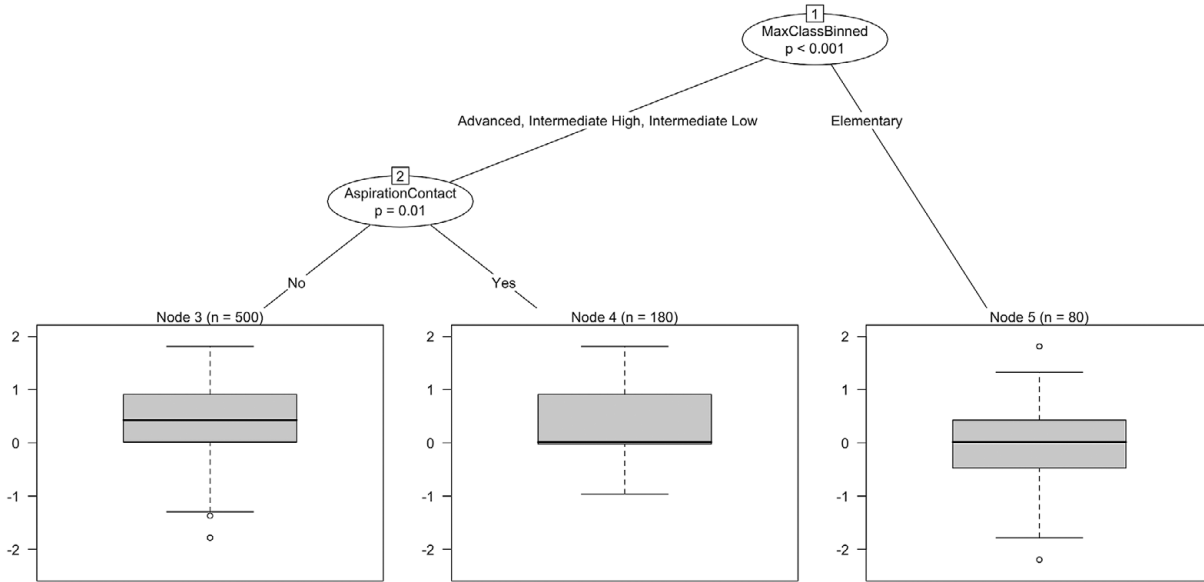 1
MaxClassBinned
p < 0.001
Advanced, Intermediate High, Intermediate Low
Elementary
2
AspirationContact
p = 0.01
No
Yes
Node 3 (n = 500)
2
1
0
-1
-2
Node 4 (n = 180)
2
1
0
-1
-2
Node 5 (n = 80)
2
1
0
-1
-2